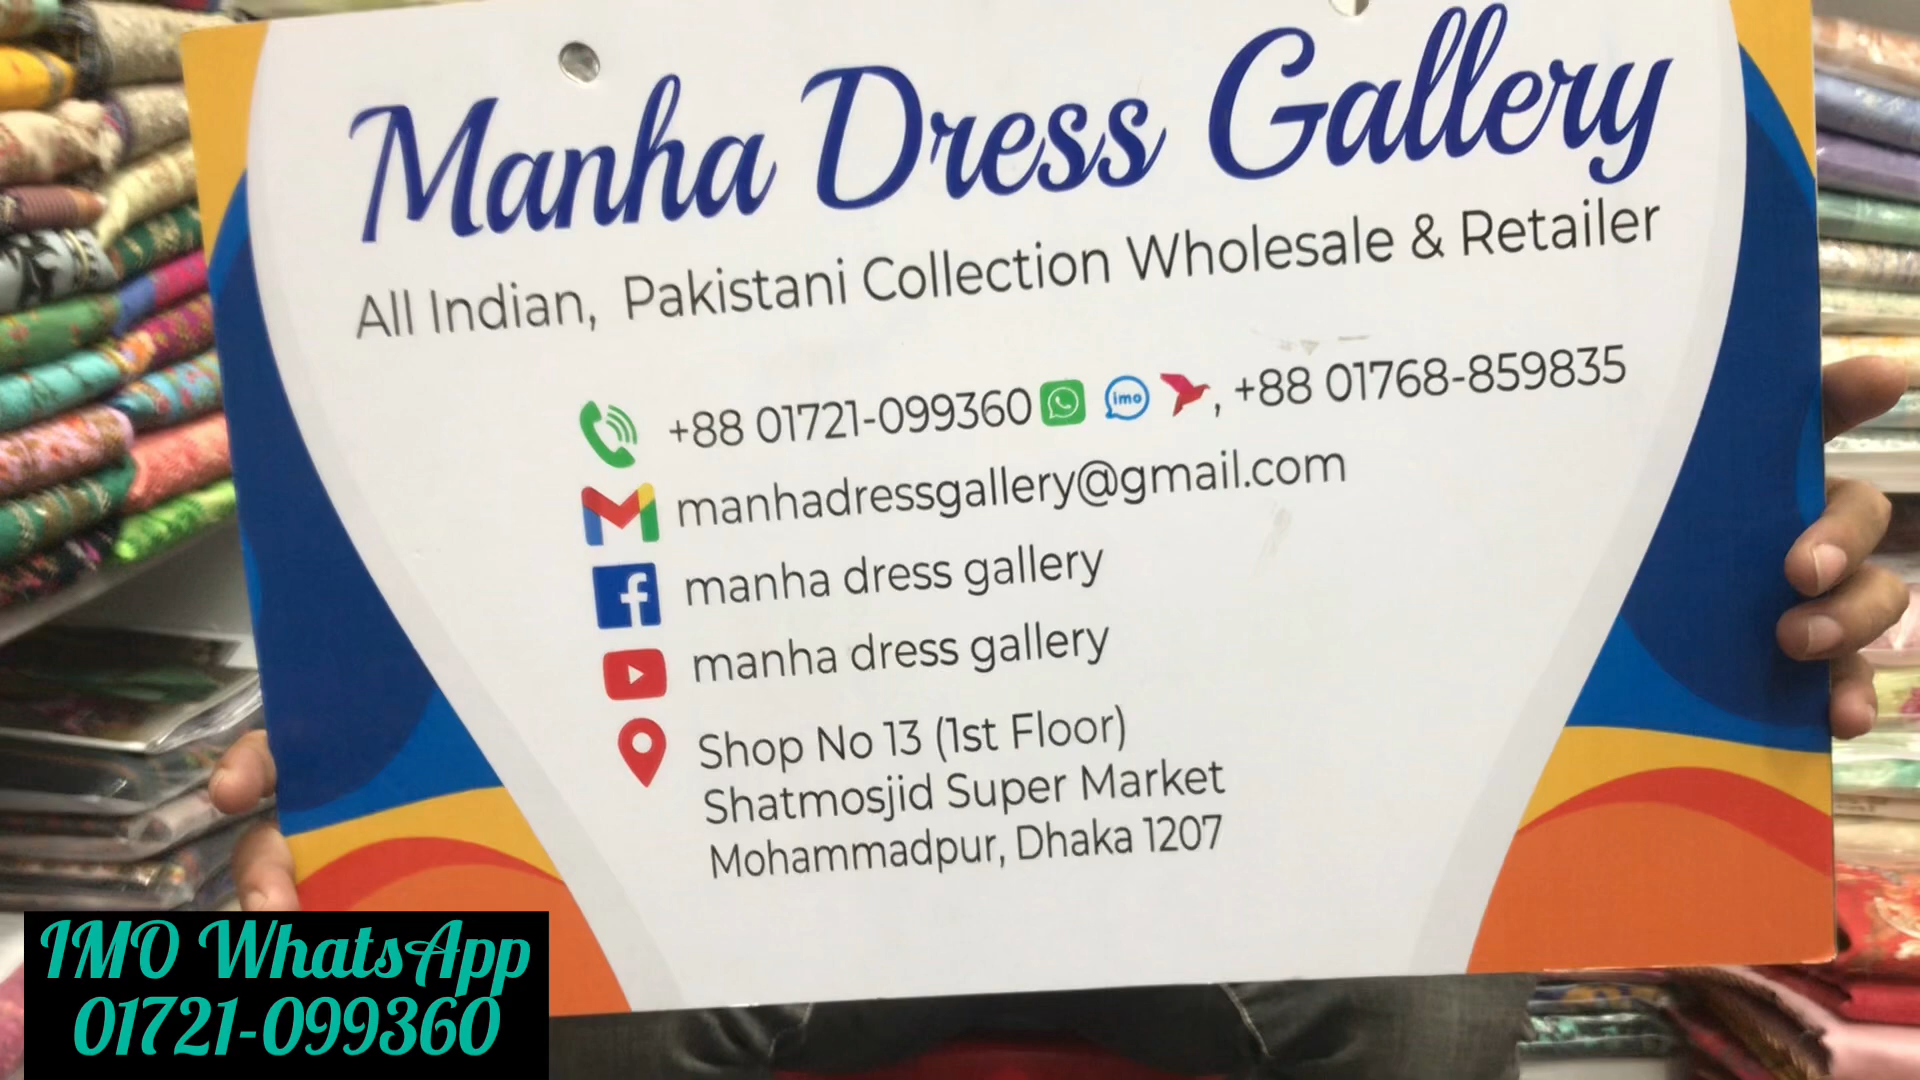 Manha Dress Gallery
All Indian, Pakistani Collection Wholesale & Retailer
+88 01721-099360 imo, +88 01768-859835
manhadressgallery@gmail.com
manha dress gallery
manha dress gallery
Shop No 13 (1st Floor)
Shatmosjid Super Market
Mohammadpur, Dhaka 1207
IMO WhatsApp
01721-099360